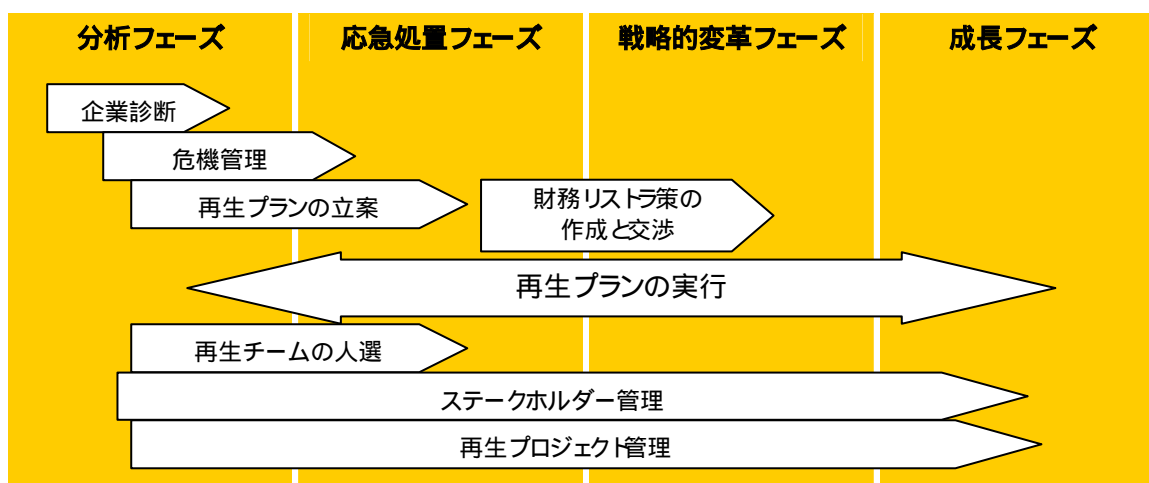 分析フェーズ
応急処置フェーズ
戦略的変革フェーズ
成長フェーズ
企業診断
危機管理
再生プランの立案
財務リストラ策の
作成と交渉
再生プランの実行
再生チームの人選
ステークホルダー管理
再生プロジェクト管理